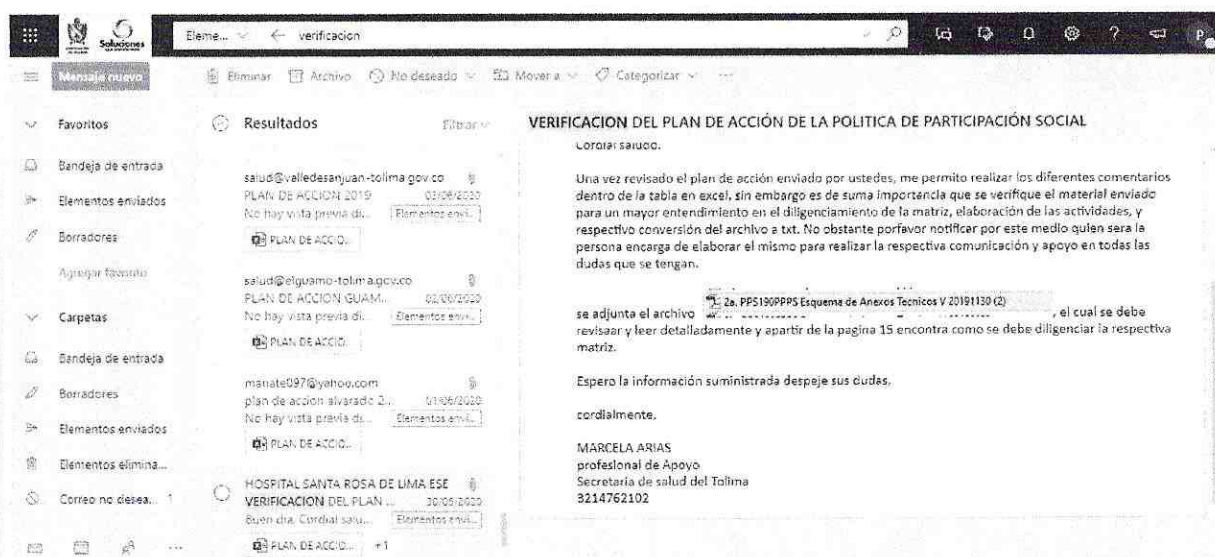 Soluciones
Eleme...
verificacion
Mensaje nuevo
Eliminar
Archivo
No deseado
Mover a
Categorizar
Favoritos
Bandeja de entrada
Elementos enviados
Borradores
Agregar favorito
Carpetas
Bandeja de entrada
Borradores
Elementos enviados
Elementos elimina...
Correo no desea... 1
Resultados
Filtrar
salud@valledesanjuan-tolima.gov.co
PLAN DE ACCION 2019 03/06/2020
No hay vista previa di... Elementos envi...
PLAN DE ACCIO...
salud@elguamo-tolima.gov.co
PLAN DE ACCION GUAM... 02/06/2020
No hay vista previa di... Elementos envi...
PLAN DE ACCIO...
plan de accion alvarado 2... 01/06/2020
No hay vista previa di... Elementos envi...
PLAN DE ACCIO...
HOSPITAL SANTA ROSA DE LIMA ESE
VERIFICACION DEL PLAN ... 30/05/2020
Buen dia, Cordial salu... Elementos envi...
PLAN DE ACCIO... +1
VERIFICACION DEL PLAN DE ACCIÓN DE LA POLITICA DE PARTICIPACIÓN SOCIAL
Cordial saludo.
Una vez revisado el plan de acción enviado por ustedes, me permito realizar los diferentes comentarios
dentro de la tabla en excel, sin embargo es de suma importancia que se verifique el material enviado
para un mayor entendimiento en el diligenciamiento de la matriz, elaboración de las actividades, y
respectivo conversión del archivo a txt. No obstante porfavor notificar por este medio quien sera la
persona encarga de elaborar el mismo para realizar la respectiva comunicación y apoyo en todas las
dudas que se tengan.
2a. PPS190PPPS Esquema de Anexos Tecnicos V 20191130 (2)
se adjunta el archivo , el cual se debe
revisaar y leer detalladamente y apartir de la pagina 15 encontra como se debe diligenciar la respectiva
matriz.
Espero la información suministrada despeje sus dudas.
cordialmente,
MARCELA ARIAS
profesional de Apoyo
Secretaria de salud del Tolima
3214762102